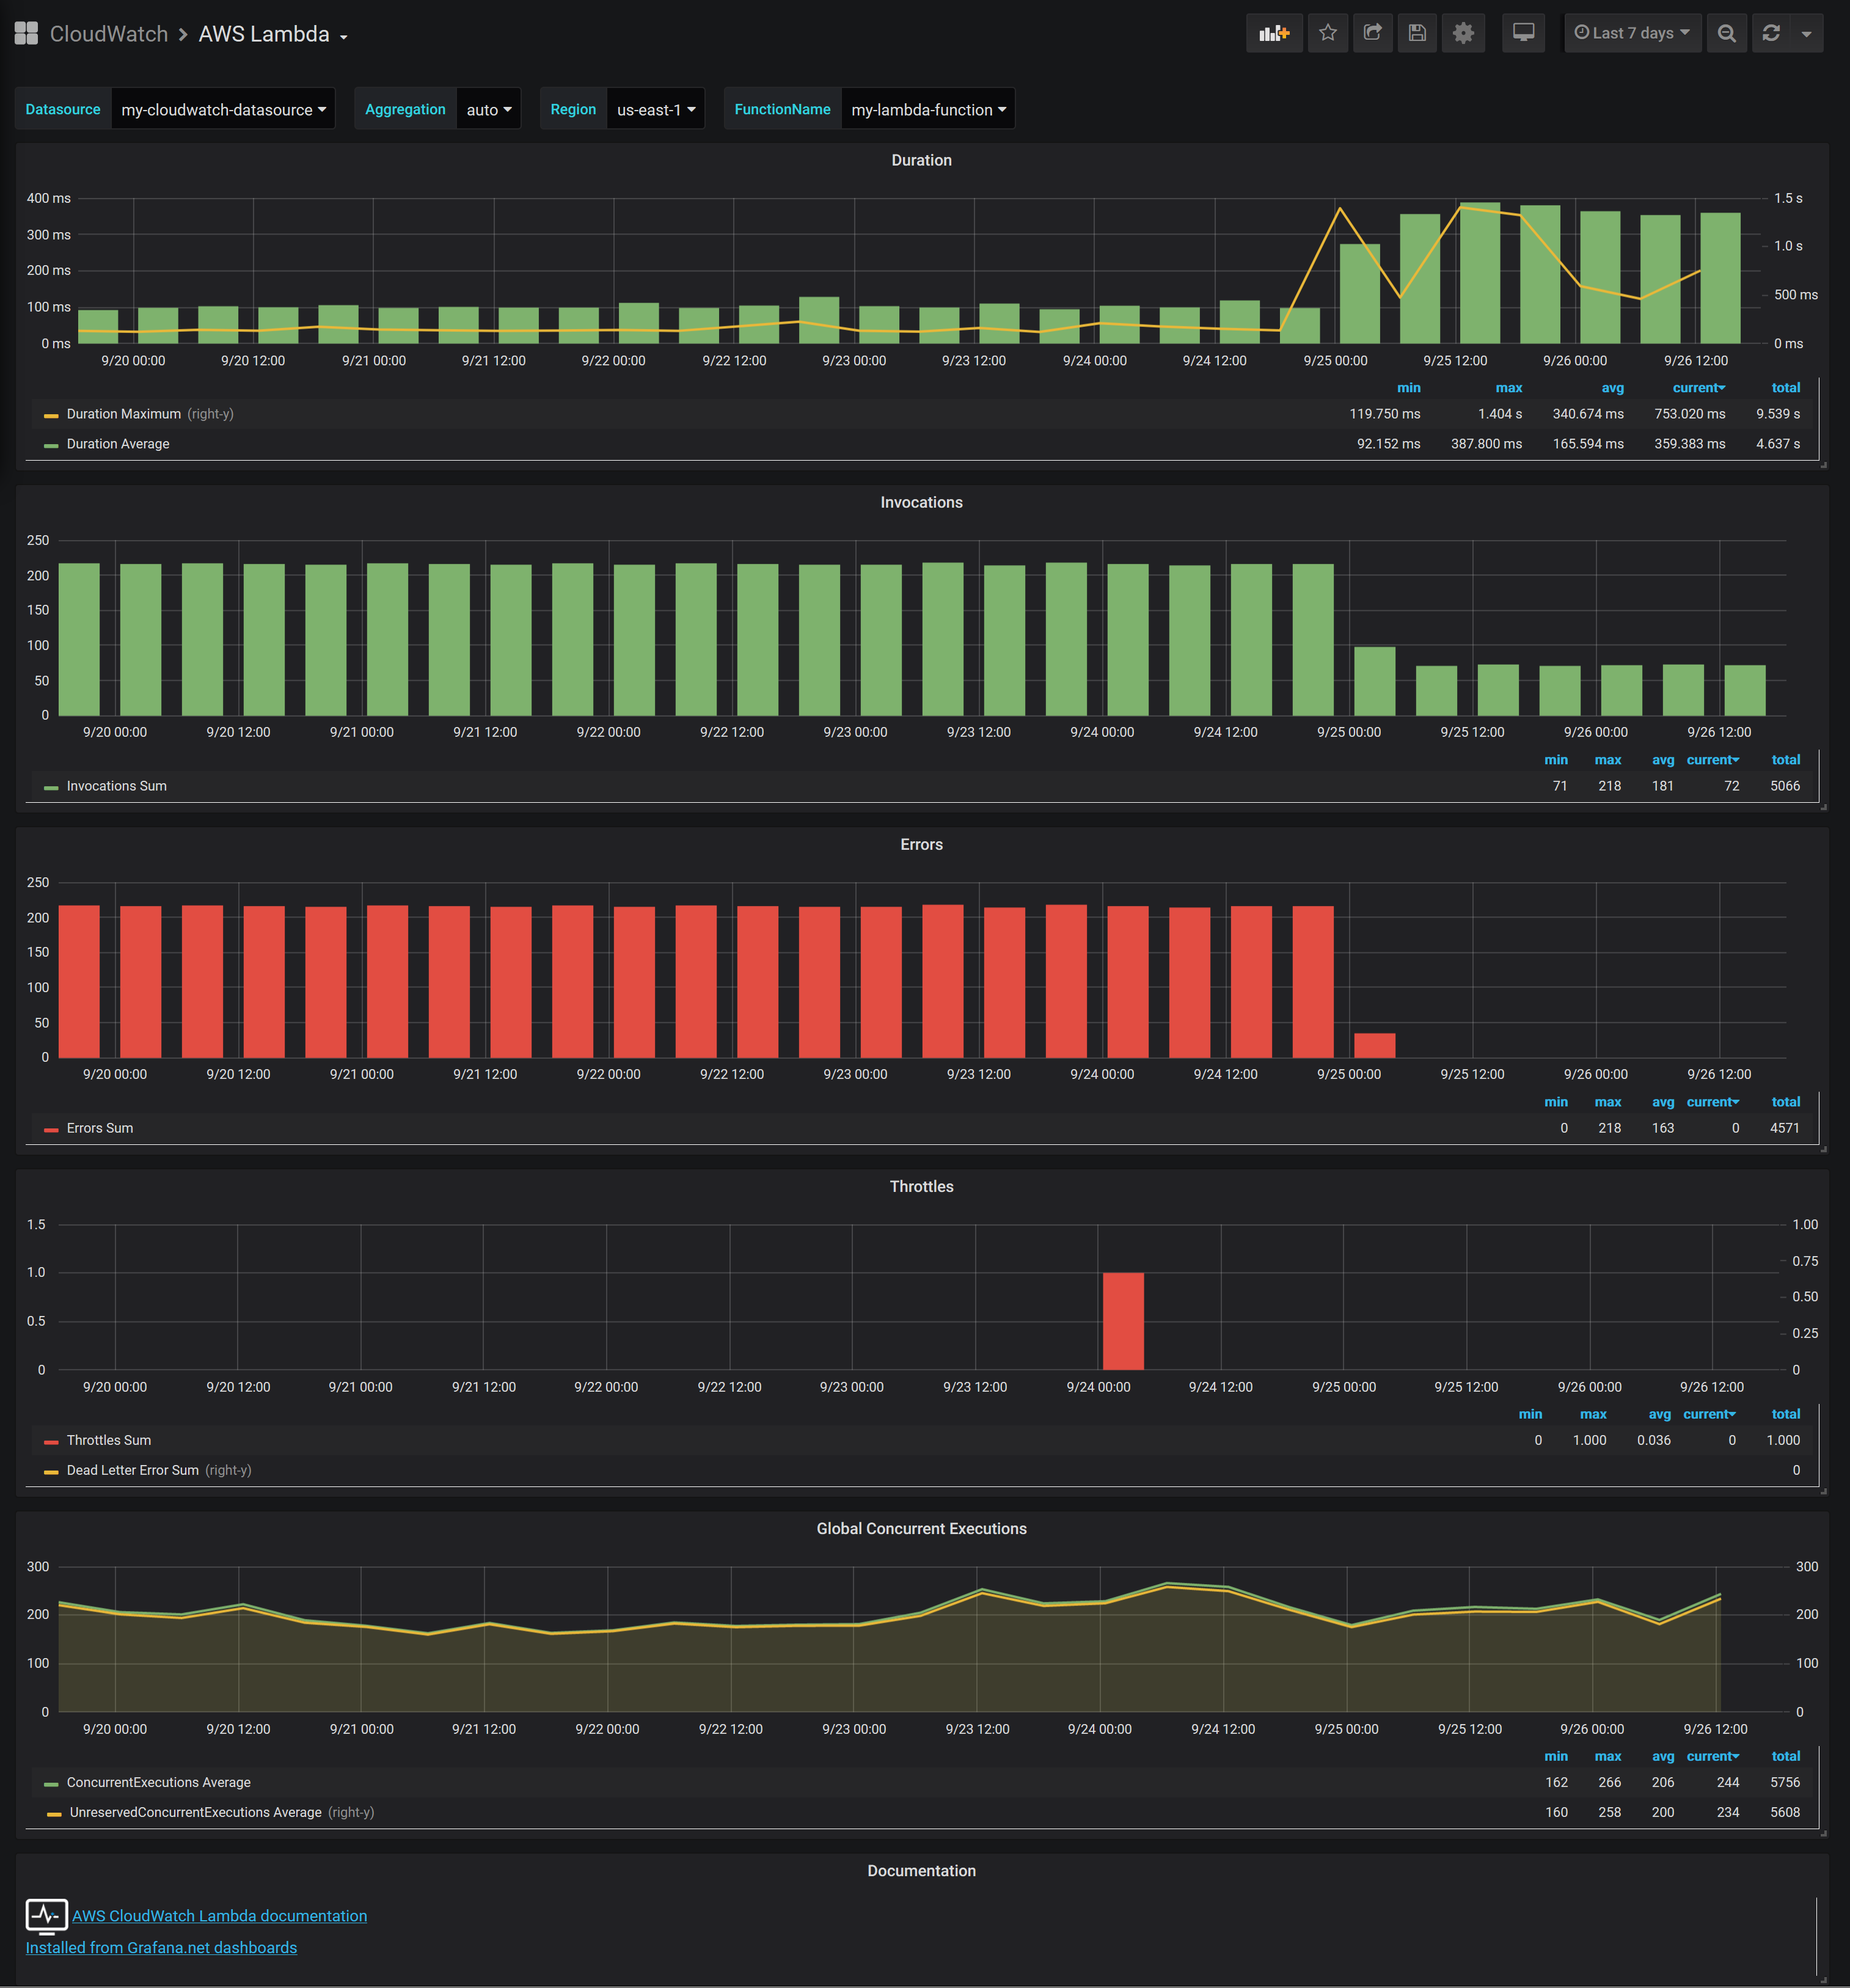 CloudWatch > AWS Lambda
Last 7 days
Datasource my-cloudwatch-datasource Aggregation auto Region us-east-1 FunctionName my-lambda-function
Duration
400 ms
300 ms
200 ms
100 ms
0 ms
1.5 s
1.0 s
500 ms
0 ms
9/20 00:00 9/20 12:00 9/21 00:00 9/21 12:00 9/22 00:00 9/22 12:00 9/23 00:00 9/23 12:00 9/24 00:00 9/24 12:00 9/25 00:00 9/25 12:00 9/26 00:00 9/26 12:00
min max avg current total
Duration Maximum (right-y) 119.750 ms 1.404 s 340.674 ms 753.020 ms 9.539 s
Duration Average 92.152 ms 387.800 ms 165.594 ms 359.383 ms 4.637 s
Invocations
250
200
150
100
50
0
9/20 00:00 9/20 12:00 9/21 00:00 9/21 12:00 9/22 00:00 9/22 12:00 9/23 00:00 9/23 12:00 9/24 00:00 9/24 12:00 9/25 00:00 9/25 12:00 9/26 00:00 9/26 12:00
min max avg current total
Invocations Sum 71 218 181 72 5066
Errors
250
200
150
100
50
0
9/20 00:00 9/20 12:00 9/21 00:00 9/21 12:00 9/22 00:00 9/22 12:00 9/23 00:00 9/23 12:00 9/24 00:00 9/24 12:00 9/25 00:00 9/25 12:00 9/26 00:00 9/26 12:00
min max avg current total
Errors Sum 0 218 163 0 4571
Throttles
1.5
1.0
0.5
0
1.00
0.75
0.50
0.25
0
9/20 00:00 9/20 12:00 9/21 00:00 9/21 12:00 9/22 00:00 9/22 12:00 9/23 00:00 9/23 12:00 9/24 00:00 9/24 12:00 9/25 00:00 9/25 12:00 9/26 00:00 9/26 12:00
min max avg current total
Throttles Sum 0 1.000 0.036 0 1.000
Dead Letter Error Sum (right-y) 0
Global Concurrent Executions
300
200
100
0
300
200
100
0
9/20 00:00 9/20 12:00 9/21 00:00 9/21 12:00 9/22 00:00 9/22 12:00 9/23 00:00 9/23 12:00 9/24 00:00 9/24 12:00 9/25 00:00 9/25 12:00 9/26 00:00 9/26 12:00
min max avg current total
ConcurrentExecutions Average 162 266 206 244 5756
UnreservedConcurrentExecutions Average (right-y) 160 258 200 234 5608
Documentation
AWS CloudWatch Lambda documentation
Installed from Grafana.net dashboards